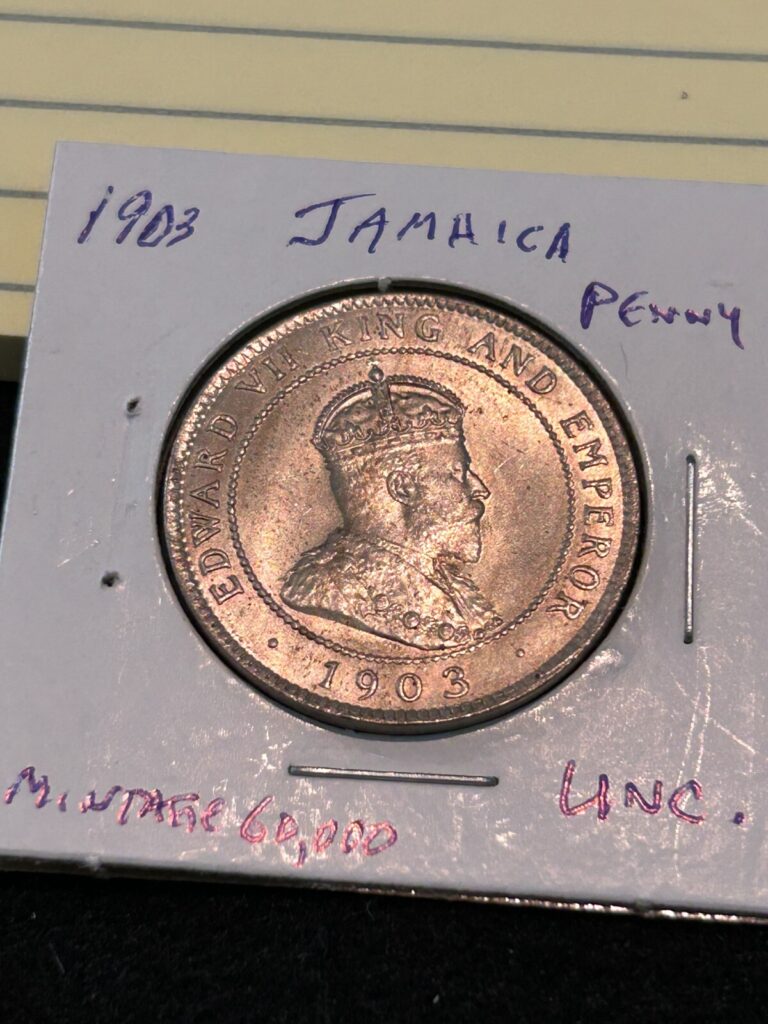 1903 JAMAICA
PENNY
EDWARD VII KING AND EMPEROR
· 1903 ·
MINTAGE 60,000
UNC.